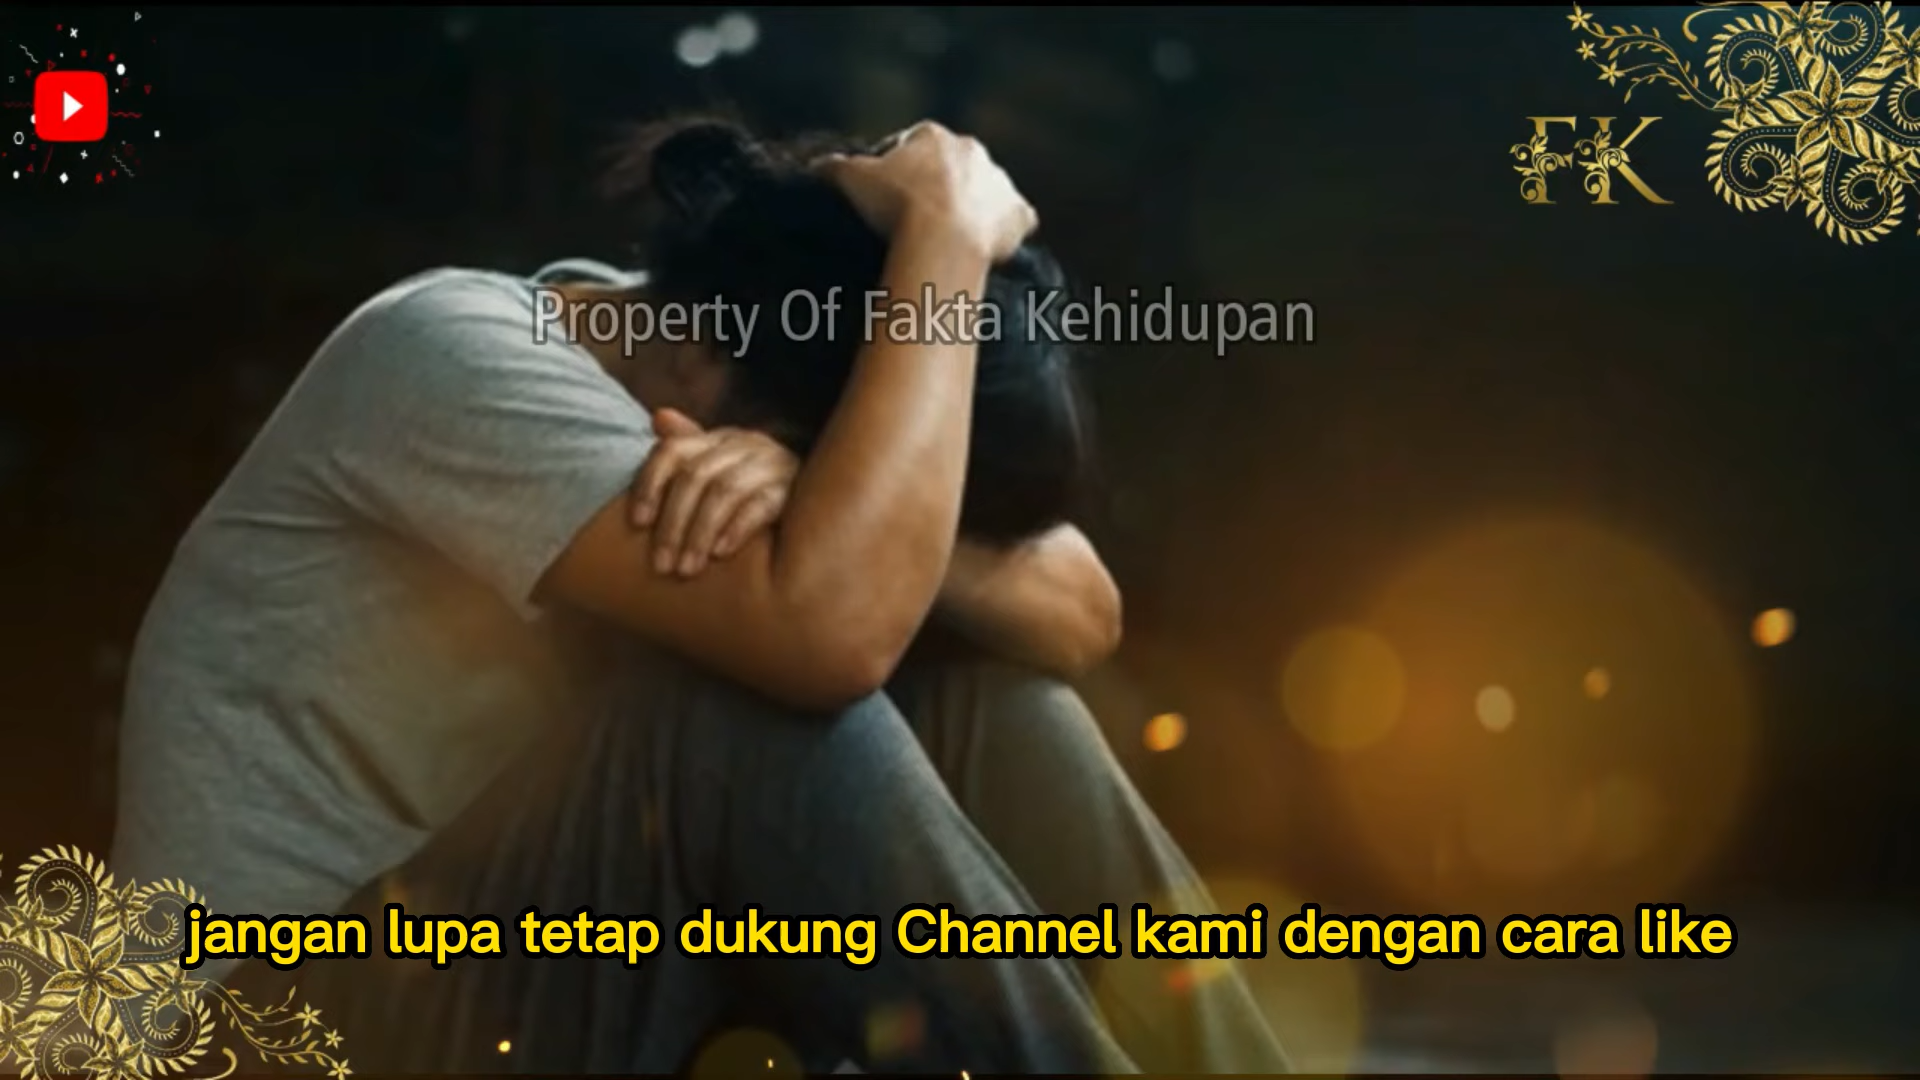 FK
Property Of Fakta Kehidupan
jangan lupa tetap dukung Channel kami dengan cara like